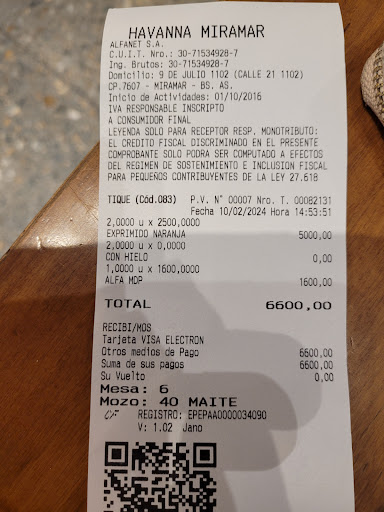 HAVANNA MIRAMAR
ALFANET S.A.
C.U.I.T. Nro.: 30-71534928-7
Ing. Brutos: 30-71534928-7
Domicilio: 9 DE JULIO 1102 (CALLE 21 1102)
CP.7607 - MIRAMAR - BS. AS.
Inicio de Actividades: 01/10/2016
IVA RESPONSABLE INSCRIPTO
A CONSUMIDOR FINAL
LEYENDA SOLO PARA RECEPTOR RESP. MONOTRIBUTO:
EL CREDITO FISCAL DISCRIMINADO EN EL PRESENTE
COMPROBANTE SOLO PODRA SER COMPUTADO A EFECTOS
DEL REGIMEN DE SOSTENIMIENTO E INCLUSION FISCAL
PARA PEQUEÑOS CONTRIBUYENTES DE LA LEY 27.618
TIQUE (Cód.083) P.V. N° 00007 Nro. T. 00082131
Fecha 10/02/2024 Hora 14:53:51
2,0000 u x 2500,0000
EXPRIMIDO NARANJA 5000,00
2,0000 u x 0,0000
CON HIELO 0,00
1,0000 u x 1600,0000
ALFA MDP 1600,00
TOTAL 6600,00
RECIBI/MOS
Tarjeta VISA ELECTRON
Otros medios de Pago 6600,00
Suma de sus pagos 6600,00
Su Vuelto 0,00
Mesa: 6
Mozo: 40 MAITE
CF REGISTRO: EPEPAA0000034090
V: 1.02 Jano